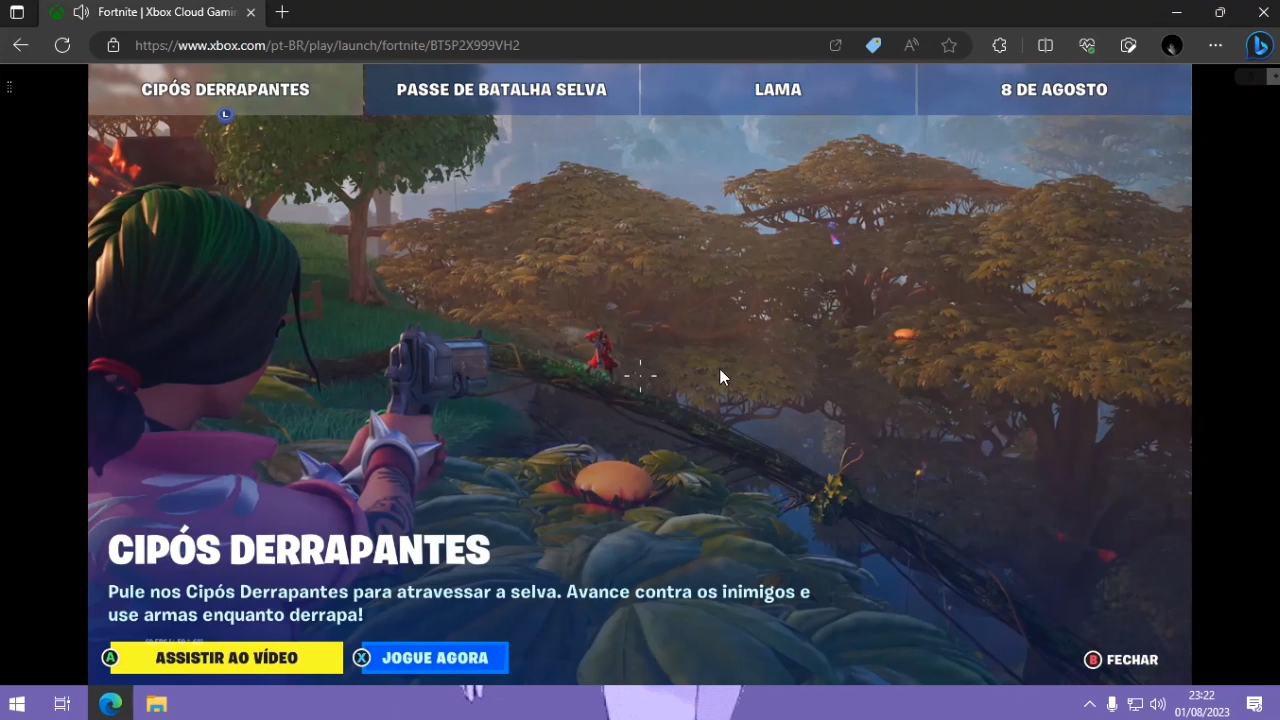 Fortnite | Xbox Cloud Gamin
https://www.xbox.com/pt-BR/play/launch/fortnite/BT5P2X999VH2
CIPÓS DERRAPANTES
PASSE DE BATALHA SELVA
LAMA
8 DE AGOSTO
L
CIPÓS DERRAPANTES
Pule nos Cipós Derrapantes para atravessar a selva. Avance contra os inimigos e
use armas enquanto derrapa!
A ASSISTIR AO VÍDEO
X JOGUE AGORA
B FECHAR
23:22
01/08/2023